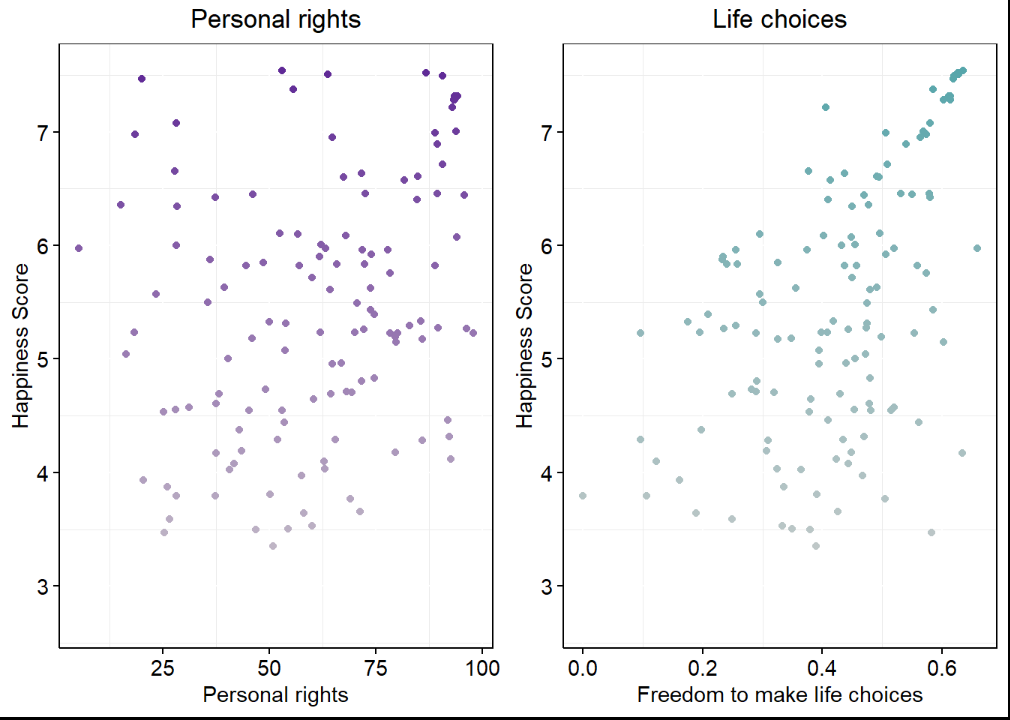 Personal rights
Happiness Score
7
6
5
4
3
25 50 75 100
Personal rights
Life choices
Happiness Score
7
6
5
4
3
0.0 0.2 0.4 0.6
Freedom to make life choices